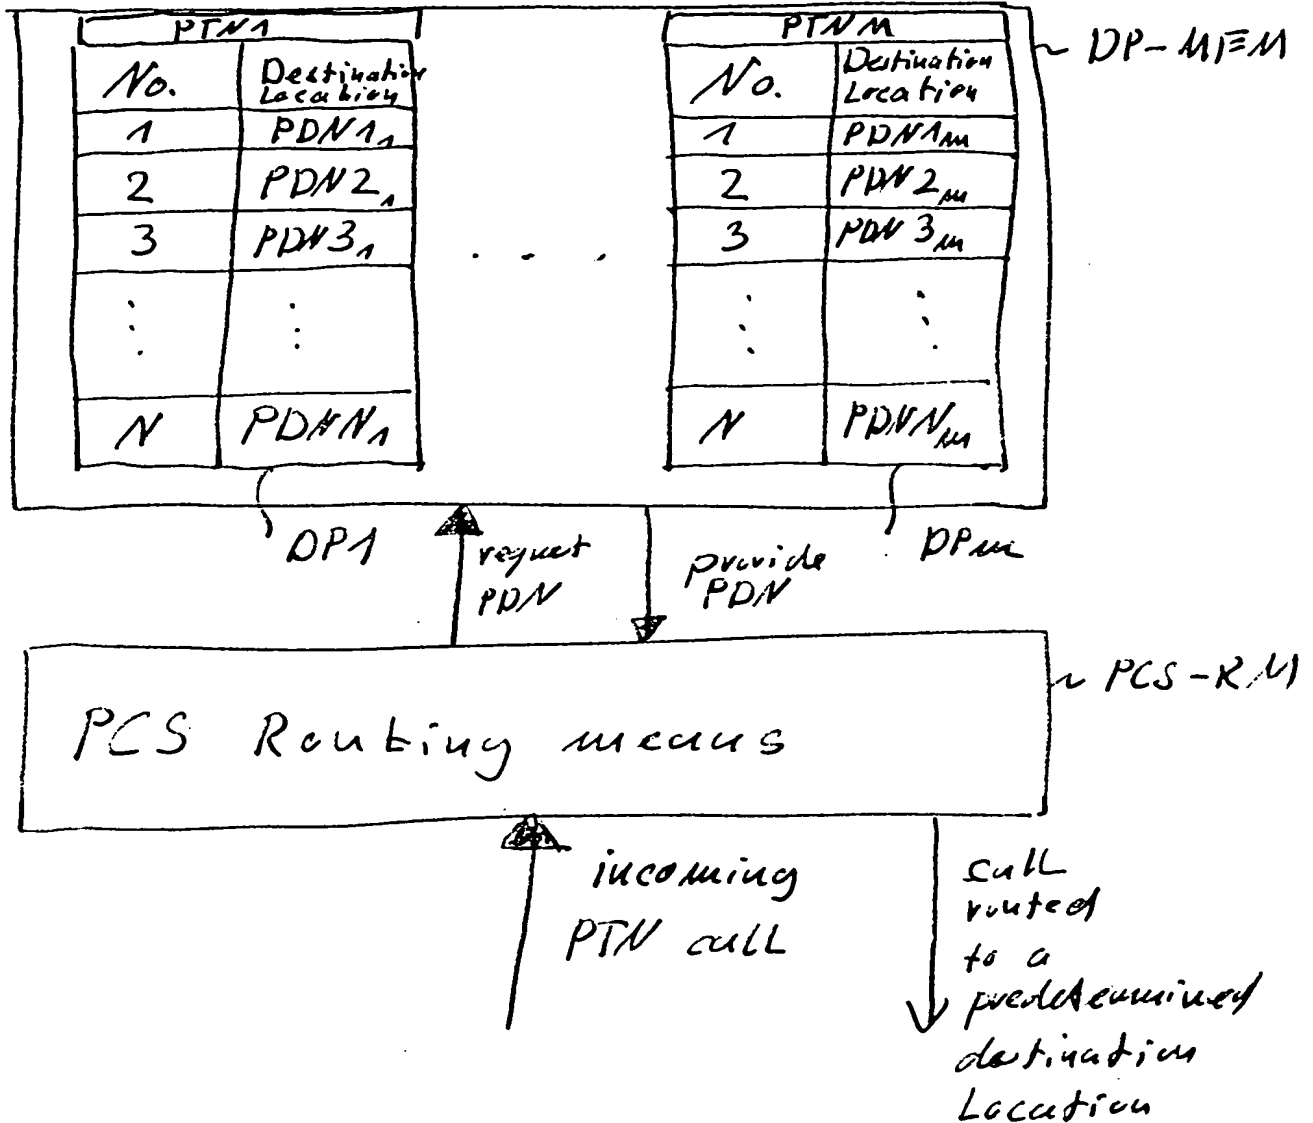 PTN1
No.
Destination
Location
1
PDN1₁
2
PDN2₁
3
PDN3₁
N
PDNN₁
. . .
PTNm
No.
Destination
Location
1
PDN1m
2
PDN2m
3
PDN3m
N
PDNNm
DP-MEM
DP1
DPm
request
PDN
provide
PDN
PCS Routing means
PCS-RM
incoming
PTN call
call
routed
to a
predetermined
destination
Location